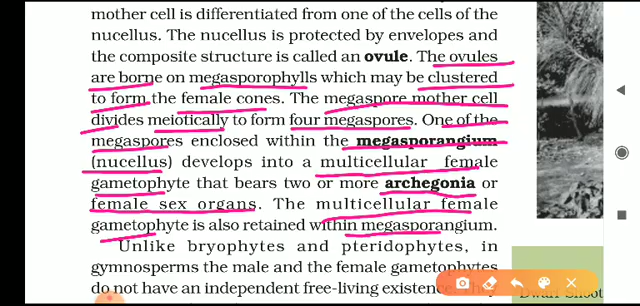 mother cell is differentiated from one of the cells of the
nucellus. The nucellus is protected by envelopes and
the composite structure is called an ovule. The ovules
are borne on megasporophylls which may be clustered
to form the female cones. The megaspore mother cell
divides meiotically to form four megaspores. One of the
megaspores enclosed within the megasporangium
(nucellus) develops into a multicellular female
gametophyte that bears two or more archegonia or
female sex organs. The multicellular female
gametophyte is also retained within megasporangium.
Unlike bryophytes and pteridophytes, in
gymnosperms the male and the female gametophytes
do not have an independent free-living existence. They
Dwarf Shoot